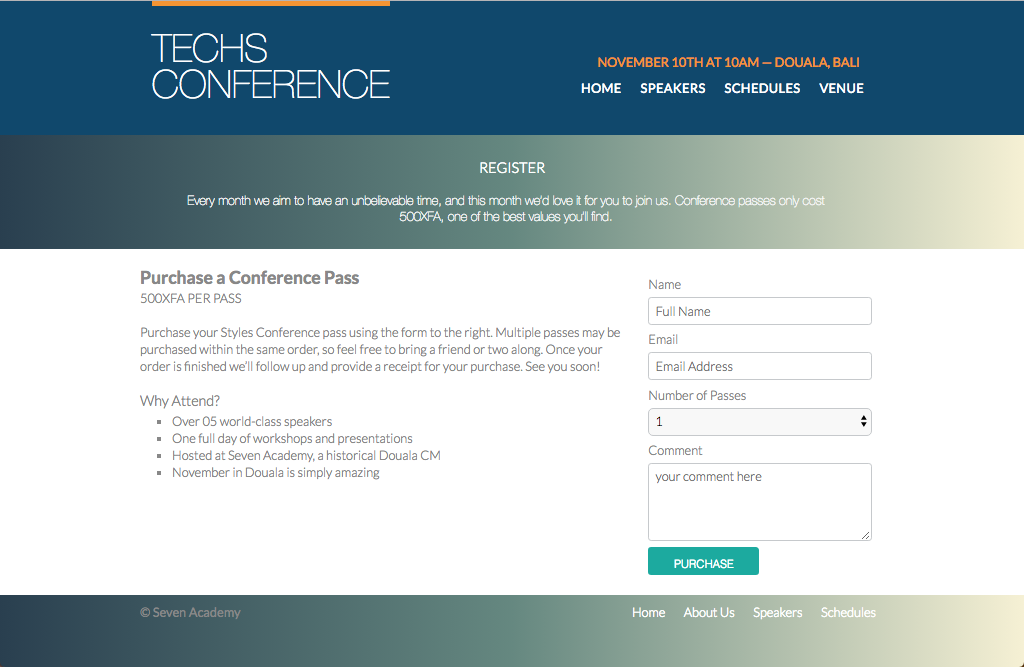 TECHS
CONFERENCE
NOVEMBER 10TH AT 10AM — DOUALA, BALI
HOME SPEAKERS SCHEDULES VENUE
REGISTER
Every month we aim to have an unbelievable time, and this month we'd love it for you to join us. Conference passes only cost
500XFA, one of the best values you'll find.
Purchase a Conference Pass
500XFA PER PASS
Purchase your Styles Conference pass using the form to the right. Multiple passes may be
purchased within the same order, so feel free to bring a friend or two along. Once your
order is finished we'll follow up and provide a receipt for your purchase. See you soon!
Why Attend?
Over 05 world-class speakers
One full day of workshops and presentations
Hosted at Seven Academy, a historical Douala CM
November in Douala is simply amazing
Name
Full Name
Email
Email Address
Number of Passes
1
Comment
your comment here
PURCHASE
© Seven Academy
Home About Us Speakers Schedules